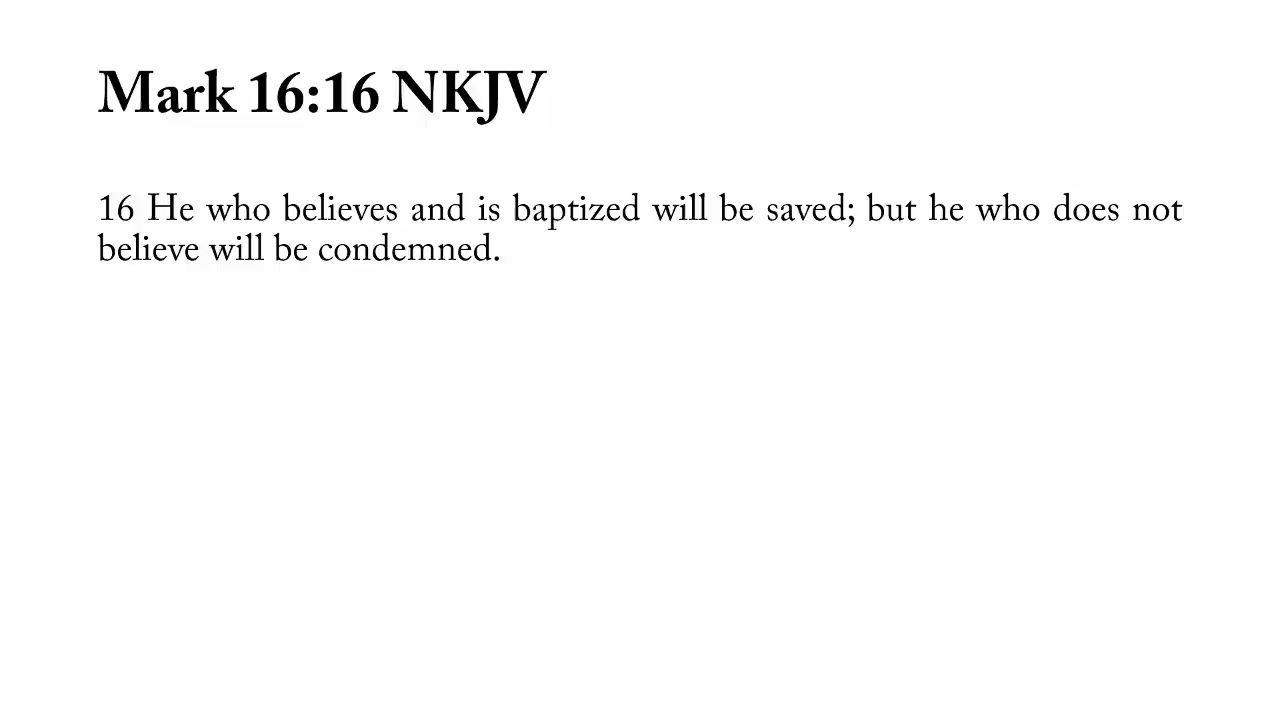 Mark 16:16 NKJV
16 He who believes and is baptized will be saved; but he who does not
believe will be condemned.